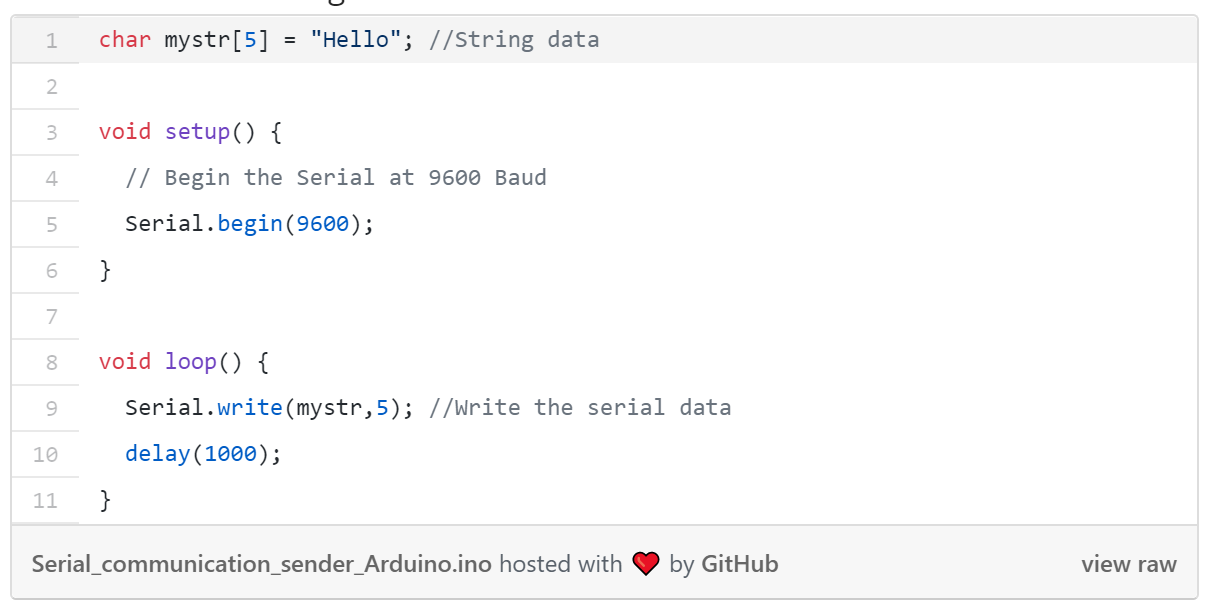 1 char mystr[5] = "Hello"; //String data
2
3 void setup() {
4   // Begin the Serial at 9600 Baud
5   Serial.begin(9600);
6 }
7
8 void loop() {
9   Serial.write(mystr,5); //Write the serial data
10   delay(1000);
11 }
Serial_communication_sender_Arduino.ino hosted with ❤ by GitHub view raw